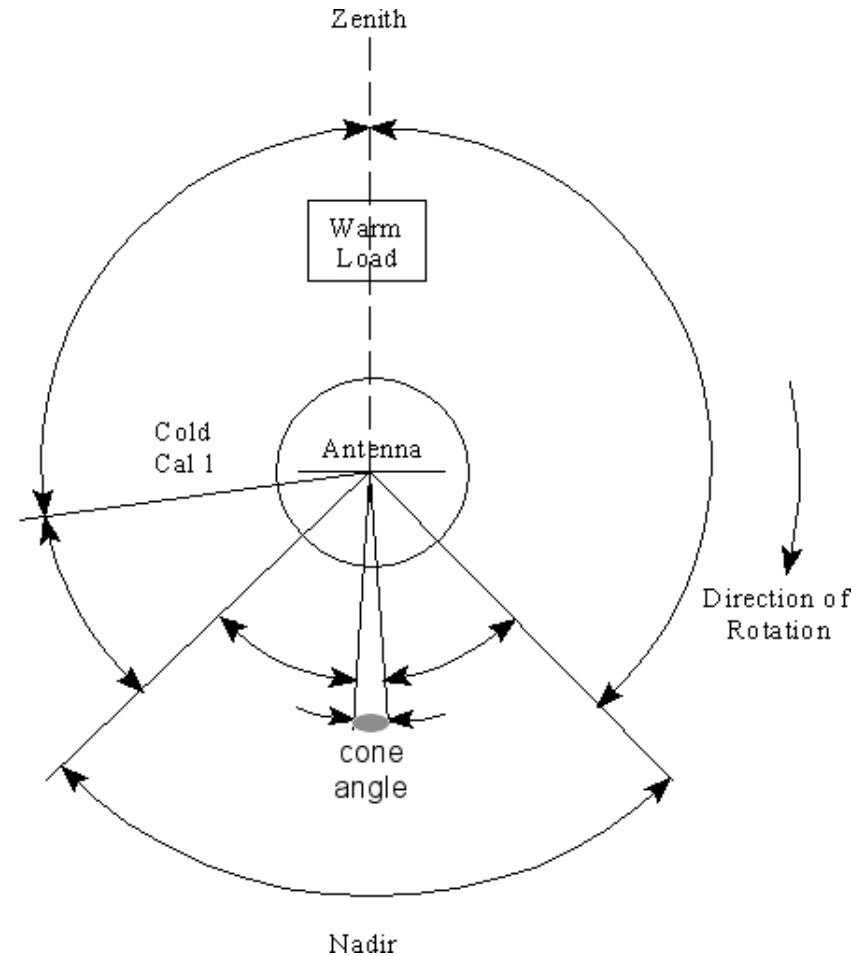 Zenith
Warm
Load
Cold
Cal 1
Antenna
Direction of
Rotation
cone
angle
Nadir